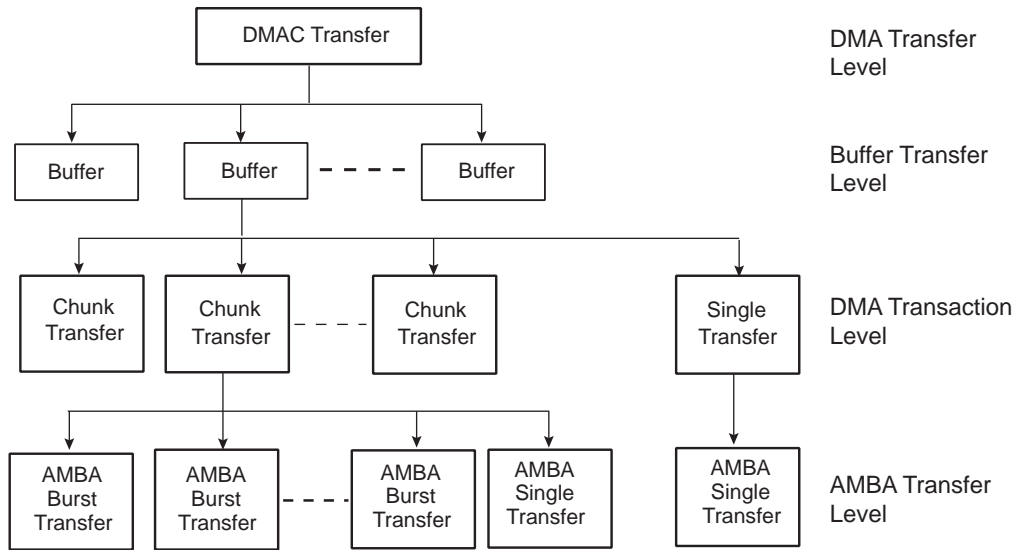 DMAC Transfer
DMA Transfer
Level
Buffer
Buffer
Buffer
Buffer Transfer
Level
Chunk
Transfer
Chunk
Transfer
Chunk
Transfer
Single
Transfer
DMA Transaction
Level
AMBA
Burst
Transfer
AMBA
Burst
Transfer
AMBA
Burst
Transfer
AMBA
Single
Transfer
AMBA
Single
Transfer
AMBA Transfer
Level